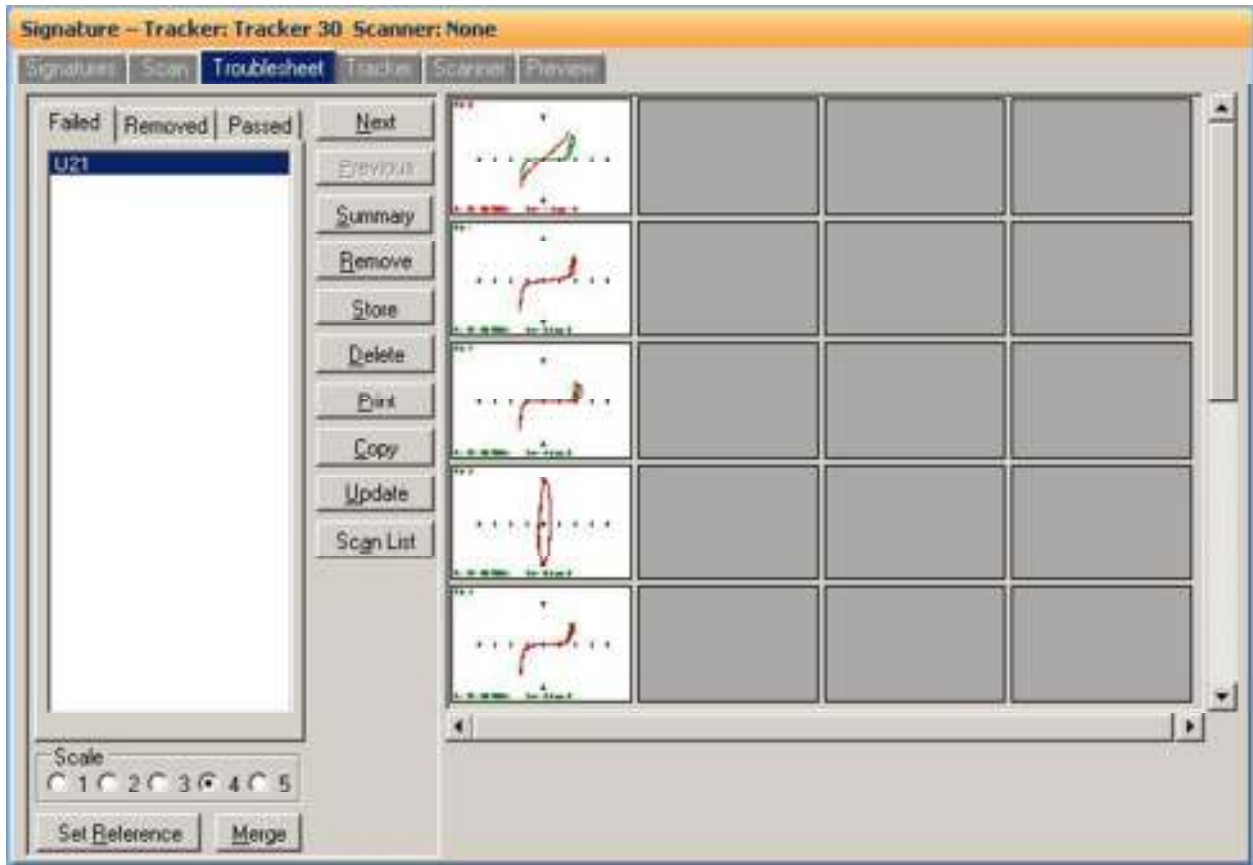 Signature – Tracker: Tracker 30 Scanner: None
Signatures Scan Troublesheet Tracker Scanner Preview
Failed Removed Passed
U21
Next
Previous
Summary
Remove
Store
Delete
Print
Copy
Update
Scan List
Scale
1 2 3 4 5
Set Reference Merge